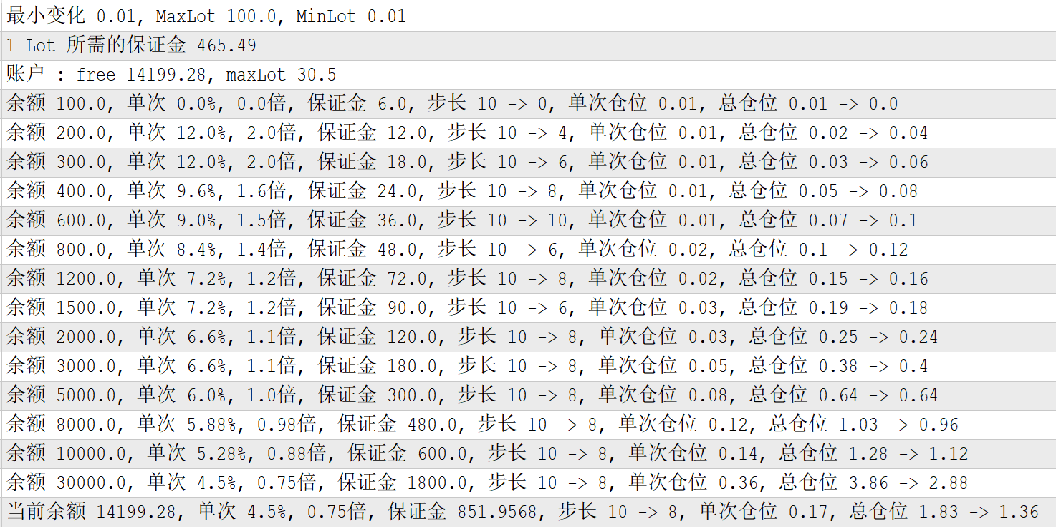 最小变化 0.01, MaxLot 100.0, MinLot 0.01
1 Lot 所需的保证金 465.49
账户 : free 14199.28, maxLot 30.5
余额 100.0, 单次 0.0%, 0.0倍, 保证金 6.0, 步长 10 -> 0, 单次仓位 0.01, 总仓位 0.01 -> 0.0
余额 200.0, 单次 12.0%, 2.0倍, 保证金 12.0, 步长 10 -> 4, 单次仓位 0.01, 总仓位 0.02 -> 0.04
余额 300.0, 单次 12.0%, 2.0倍, 保证金 18.0, 步长 10 -> 6, 单次仓位 0.01, 总仓位 0.03 -> 0.06
余额 400.0, 单次 9.6%, 1.6倍, 保证金 24.0, 步长 10 -> 8, 单次仓位 0.01, 总仓位 0.05 -> 0.08
余额 600.0, 单次 9.0%, 1.5倍, 保证金 36.0, 步长 10 -> 10, 单次仓位 0.01, 总仓位 0.07 -> 0.1
余额 800.0, 单次 8.4%, 1.4倍, 保证金 48.0, 步长 10 > 6, 单次仓位 0.02, 总仓位 0.1 > 0.12
余额 1200.0, 单次 7.2%, 1.2倍, 保证金 72.0, 步长 10 -> 8, 单次仓位 0.02, 总仓位 0.15 -> 0.16
余额 1500.0, 单次 7.2%, 1.2倍, 保证金 90.0, 步长 10 -> 6, 单次仓位 0.03, 总仓位 0.19 -> 0.18
余额 2000.0, 单次 6.6%, 1.1倍, 保证金 120.0, 步长 10 -> 8, 单次仓位 0.03, 总仓位 0.25 -> 0.24
余额 3000.0, 单次 6.6%, 1.1倍, 保证金 180.0, 步长 10 -> 8, 单次仓位 0.05, 总仓位 0.38 -> 0.4
余额 5000.0, 单次 6.0%, 1.0倍, 保证金 300.0, 步长 10 -> 8, 单次仓位 0.08, 总仓位 0.64 -> 0.64
余额 8000.0, 单次 5.88%, 0.98倍, 保证金 480.0, 步长 10 > 8, 单次仓位 0.12, 总仓位 1.03 -> 0.96
余额 10000.0, 单次 5.28%, 0.88倍, 保证金 600.0, 步长 10 -> 8, 单次仓位 0.14, 总仓位 1.28 -> 1.12
余额 30000.0, 单次 4.5%, 0.75倍, 保证金 1800.0, 步长 10 -> 8, 单次仓位 0.36, 总仓位 3.86 -> 2.88
当前余额 14199.28, 单次 4.5%, 0.75倍, 保证金 851.9568, 步长 10 -> 8, 单次仓位 0.17, 总仓位 1.83 -> 1.36